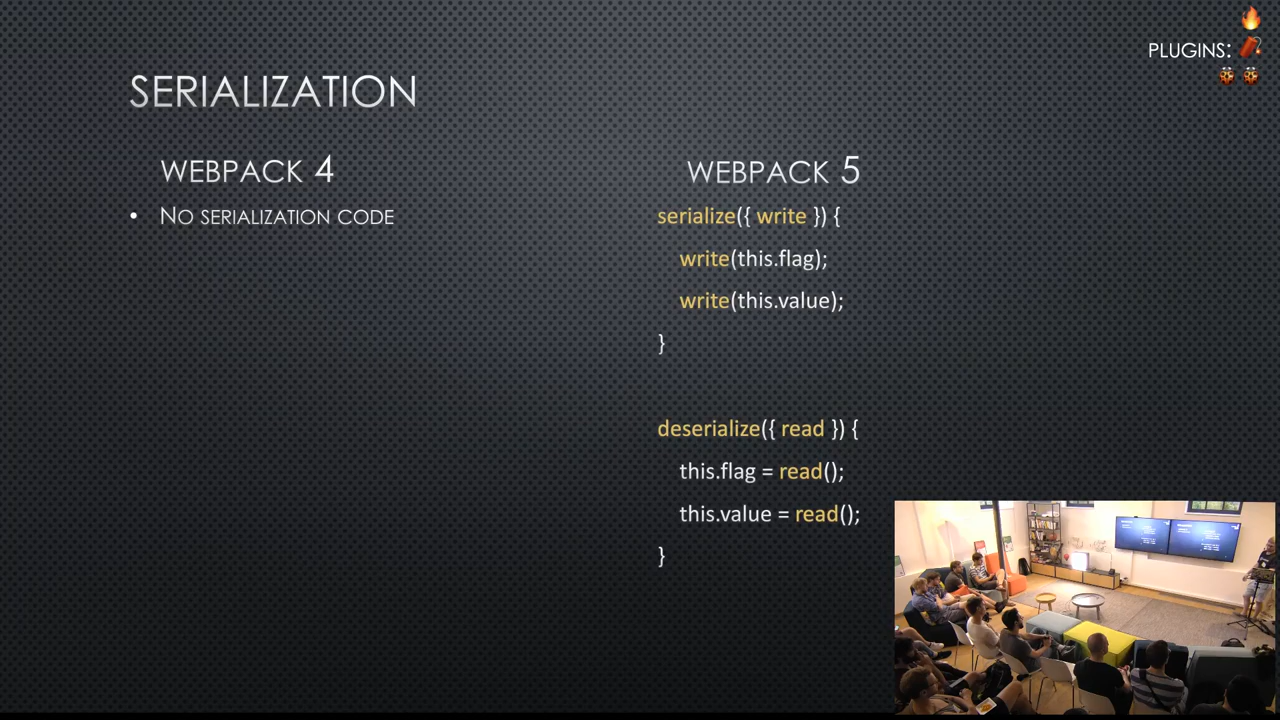 PLUGINS:
SERIALIZATION
WEBPACK 4
• NO SERIALIZATION CODE
WEBPACK 5
serialize({ write }) {
write(this.flag);
write(this.value);
}
deserialize({ read }) {
this.flag = read();
this.value = read();
}